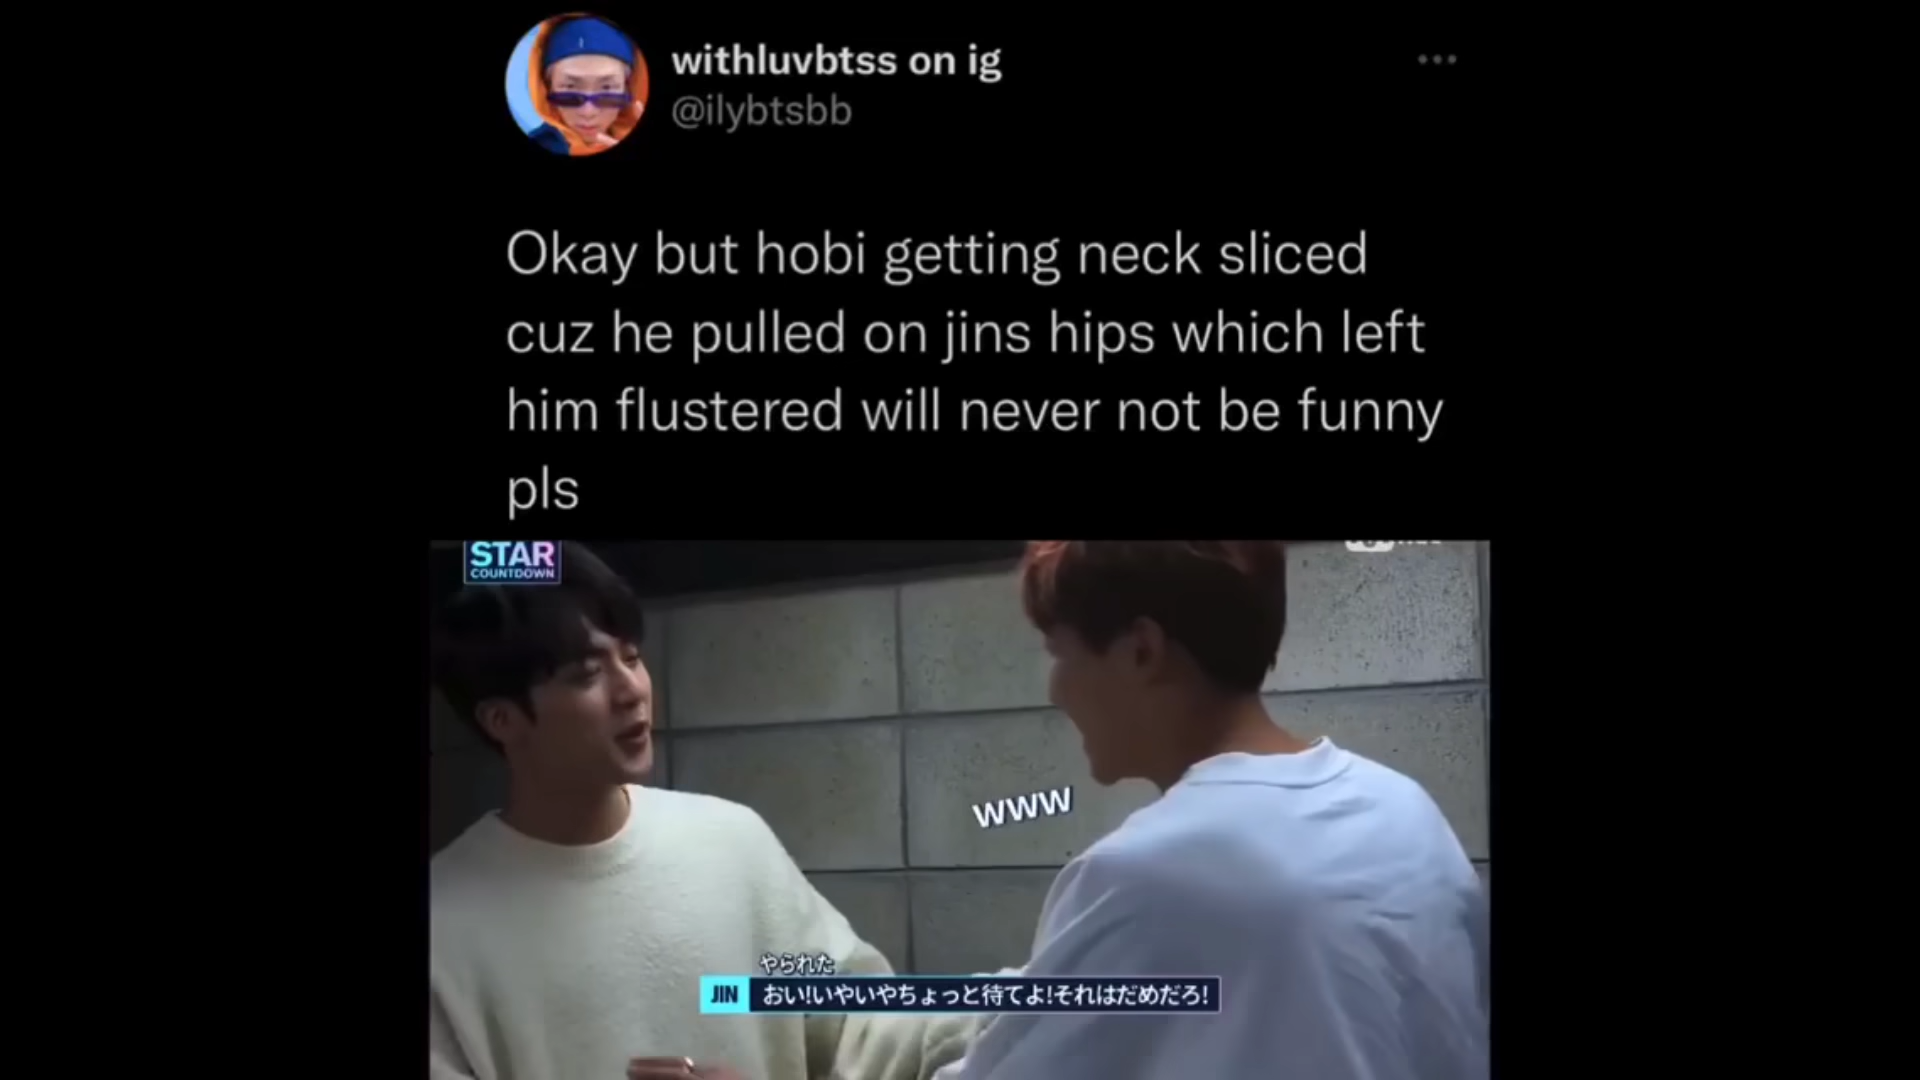 withluvbtss on ig
@ilybtsbb
Okay but hobi getting neck sliced
cuz he pulled on jins hips which left
him flustered will never not be funny
pls
STAR
COUNTDOWN
www
やられた
JIN おい!いやいやちょっと待てよ!それはだめだろ!